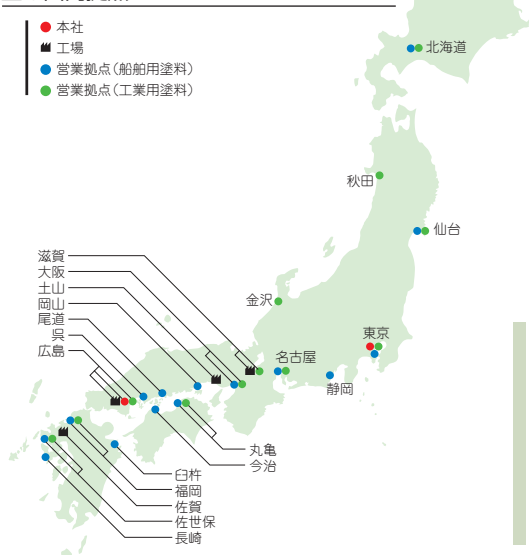 本社
工場
営業拠点（船舶用塗料）
営業拠点（工業用塗料）
北海道
秋田
仙台
滋賀
大阪
土山
岡山
尾道
呉
広島
金沢
東京
名古屋
静岡
丸亀
今治
臼杵
福岡
佐賀
佐世保
長崎